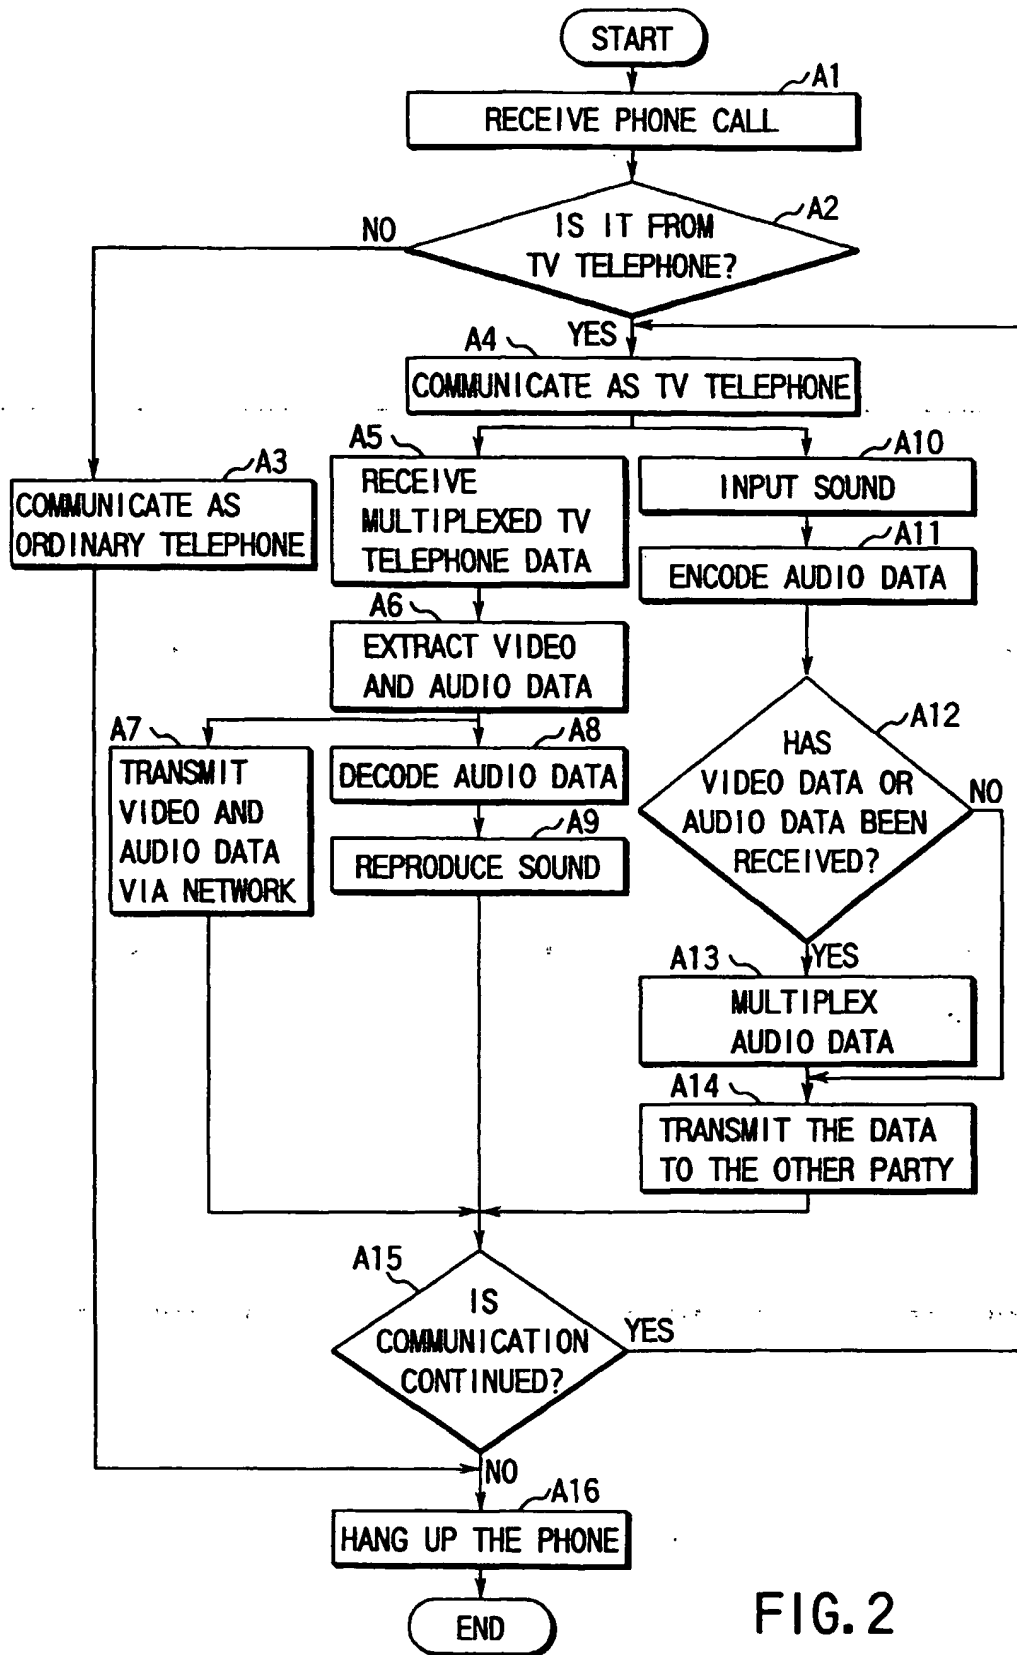 START
A1
RECEIVE PHONE CALL
A2
IS IT FROM
TV TELEPHONE?
NO
YES
A4
COMMUNICATE AS TV TELEPHONE
A3
COMMUNICATE AS
ORDINARY TELEPHONE
A5
RECEIVE
MULTIPLEXED TV
TELEPHONE DATA
A10
INPUT SOUND
A11
ENCODE AUDIO DATA
A6
EXTRACT VIDEO
AND AUDIO DATA
A7
TRANSMIT
VIDEO AND
AUDIO DATA
VIA NETWORK
A8
DECODE AUDIO DATA
A9
REPRODUCE SOUND
A12
HAS
VIDEO DATA OR
AUDIO DATA BEEN
RECEIVED?
NO
YES
A13
MULTIPLEX
AUDIO DATA
A14
TRANSMIT THE DATA
TO THE OTHER PARTY
A15
IS
COMMUNICATION
CONTINUED?
YES
NO
A16
HANG UP THE PHONE
END
FIG. 2